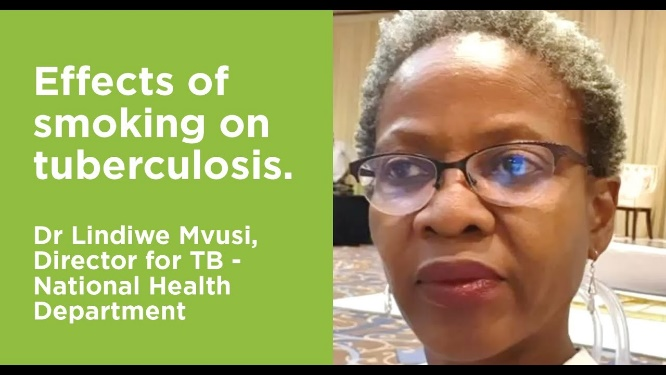 Effects of
smoking on
tuberculosis.
Dr Lindiwe Mvusi,
Director for TB -
National Health
Department